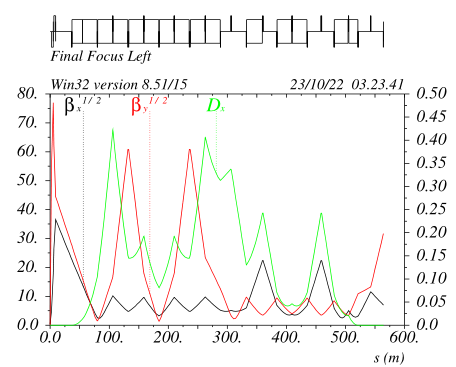 Final Focus Left
Win32 version 8.51/15 23/10/22 03.23.41
βx1/2 βy1/2 Dx
80. 0.50
70. 0.45
0.40
60. 0.35
50. 0.30
40. 0.25
30. 0.20
20. 0.15
0.10
10. 0.05
0.0 0.0
0.0 100. 200. 300. 400. 500. 600.
s (m)